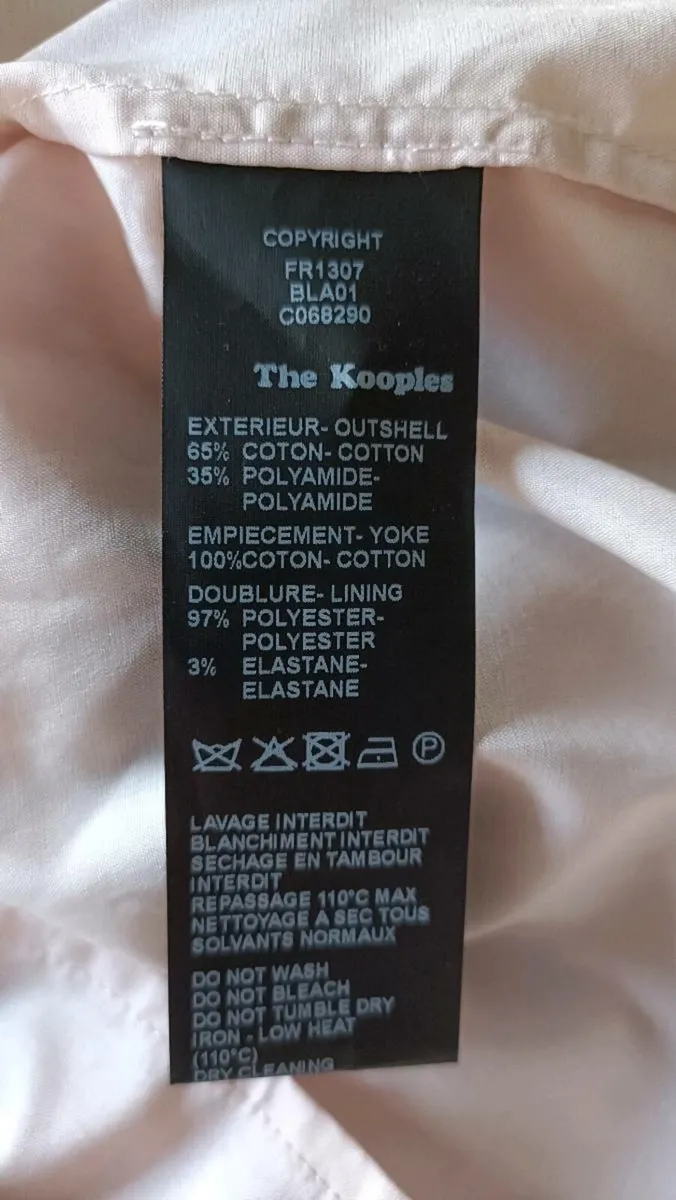 COPYRIGHT
FR1307
BLA01
C068290
The Kooples
EXTERIEUR- OUTSHELL
65% COTON- COTTON
35% POLYAMIDE-
POLYAMIDE
EMPIECEMENT- YOKE
100%COTON- COTTON
DOUBLURE- LINING
97% POLYESTER-
POLYESTER
3% ELASTANE-
ELASTANE
P
LAVAGE INTERDIT
BLANCHIMENT INTERDIT
SECHAGE EN TAMBOUR
INTERDIT
REPASSAGE 110°C MAX
NETTOYAGE A SEC TOUS
SOLVANTS NORMAUX
DO NOT WASH
DO NOT BLEACH
DO NOT TUMBLE DRY
IRON - LOW HEAT
(110°C)
DRY CLEANING